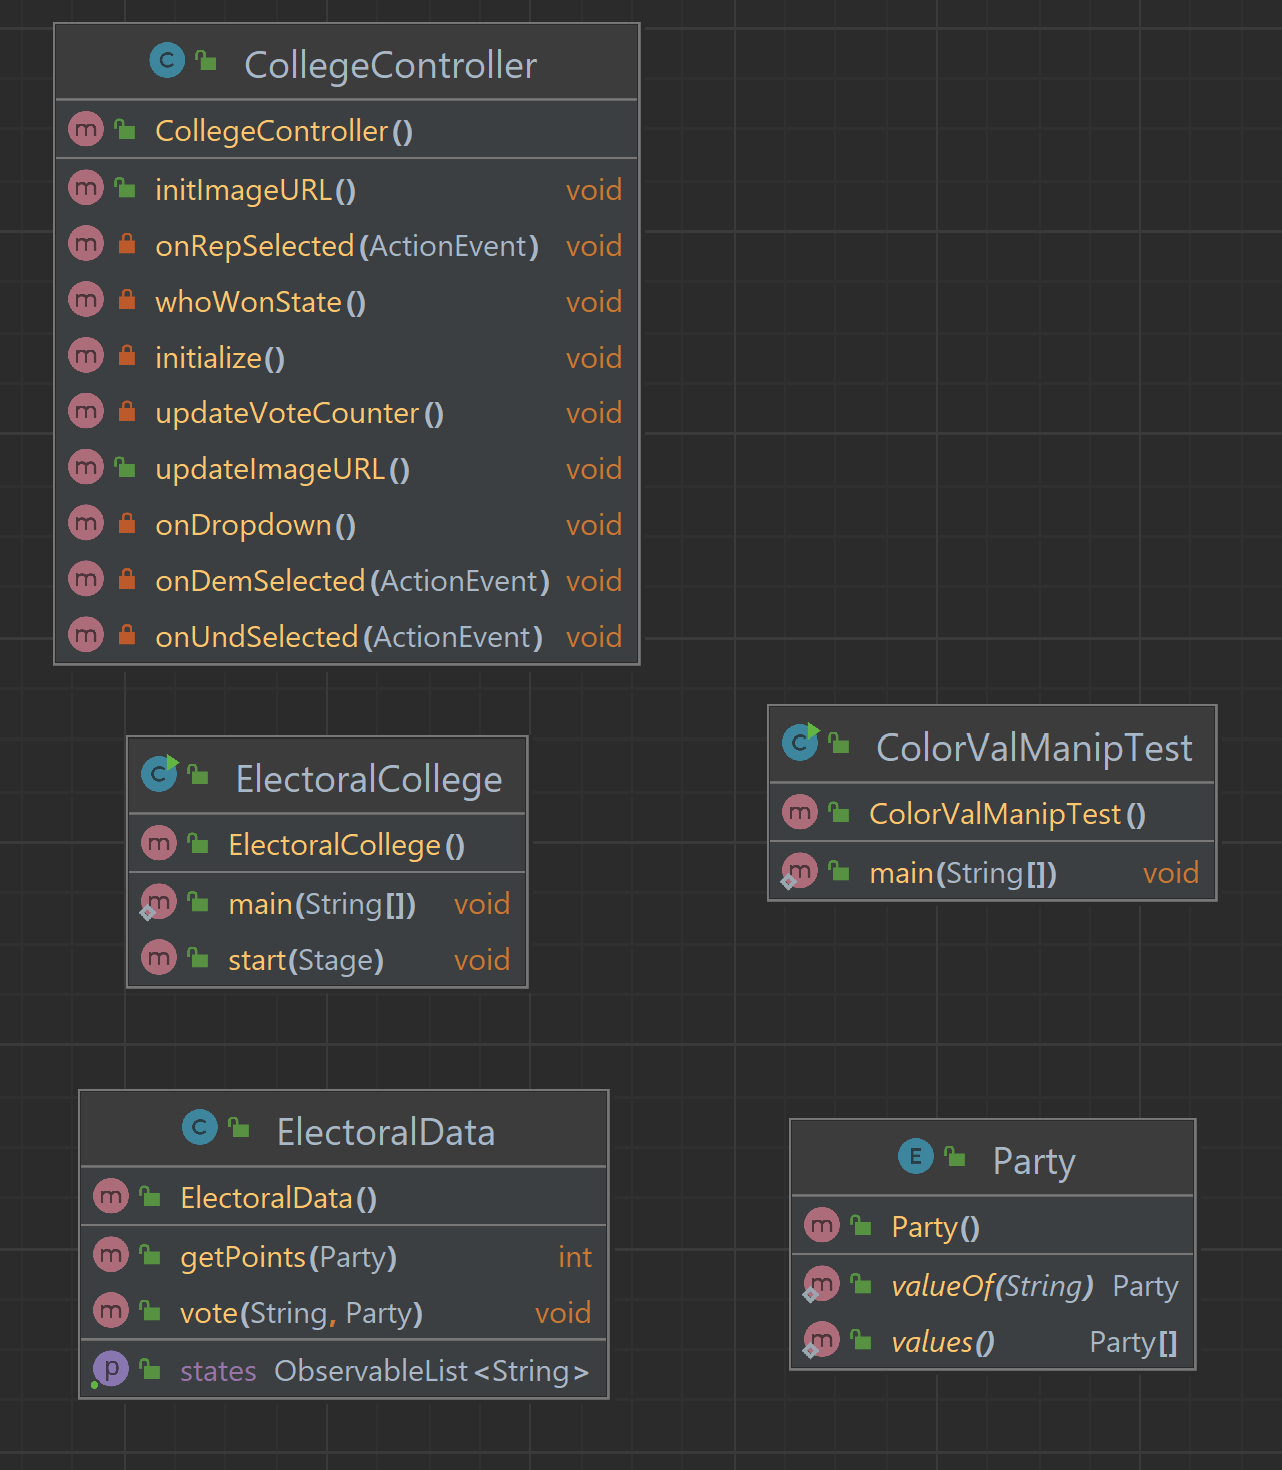 C CollegeController
m CollegeController()
m initImageURL() void
m onRepSelected(ActionEvent) void
m whoWonState() void
m initialize() void
m updateVoteCounter() void
m updateImageURL() void
m onDropdown() void
m onDemSelected(ActionEvent) void
m onUndSelected(ActionEvent) void
C ElectoralCollege
m ElectoralCollege()
m main(String[]) void
m start(Stage) void
C ColorValManipTest
m ColorValManipTest()
m main(String[]) void
C ElectoralData
m ElectoralData()
m getPoints(Party) int
m vote(String, Party) void
p states ObservableList<String>
E Party
m Party()
m valueOf(String) Party
m values() Party[]